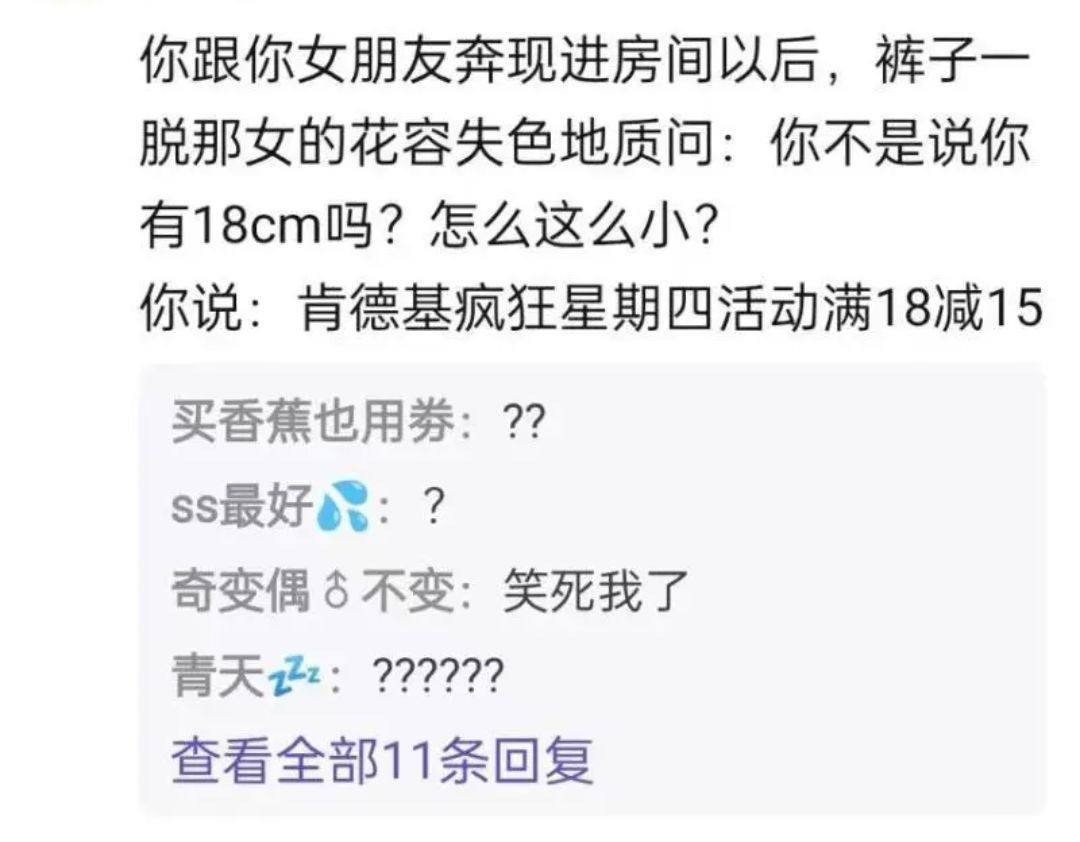 你跟你女朋友奔现进房间以后，裤子一
脱那女的花容失色地质问：你不是说你
有18cm吗？怎么这么小？
你说：肯德基疯狂星期四活动满18减15
买香蕉也用劵：??
ss最好💦：?
奇变偶♂不变：笑死我了
青天💤：??????
查看全部11条回复